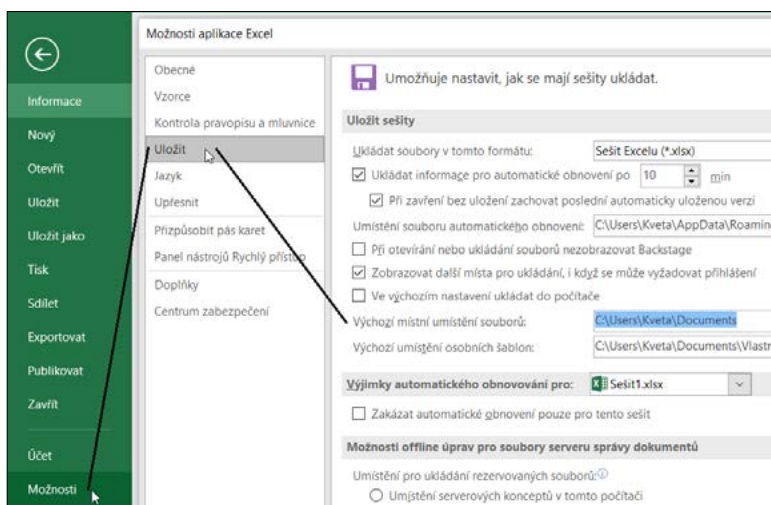 Možnosti aplikace Excel
Informace
Nový
Otevřít
Uložit
Uložit jako
Tisk
Sdílet
Exportovat
Publikovat
Zavřít
Účet
Možnosti
Obecné
Vzorce
Kontrola pravopisu a mluvnice
Uložit
Jazyk
Upřesnit
Přizpůsobit pás karet
Panel nástrojů Rychlý přístup
Doplňky
Centrum zabezpečení
Umožňuje nastavit, jak se mají sešity ukládat.
Uložit sešity
Ukládat soubory v tomto formátu: Sešit Excelu (*.xlsx)
Ukládat informace pro automatické obnovení po 10 min
Při zavření bez uložení zachovat poslední automaticky uloženou verzi
Umístění souboru automatického obnovení: C:\Users\Kveta\AppData\Roamin
Při otevírání nebo ukládání souborů nezobrazovat Backstage
Zobrazovat další místa pro ukládání, i když se může vyžadovat přihlášení
Ve výchozím nastavení ukládat do počítače
Výchozí místní umístění souborů: C:\Users\Kveta\Documents
Výchozí umístění osobních šablon: C:\Users\Kveta\Documents\Vlastn
Výjimky automatického obnovování pro: Sešit1.xlsx
Zakázat automatické obnovení pouze pro tento sešit
Možnosti offline úprav pro soubory serveru správy dokumentů
Umístění pro ukládání rezervovaných souborů:
Umístění serverových konceptů v tomto počítači